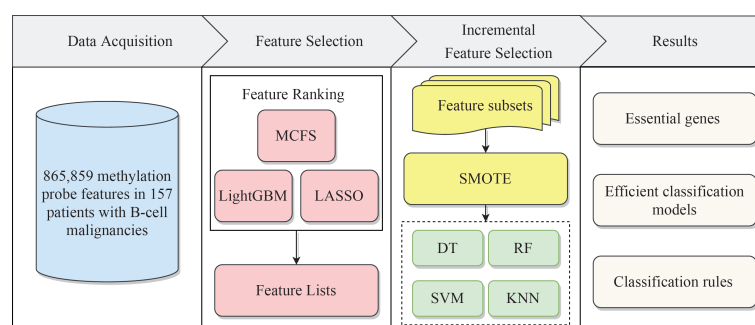 Data Acquisition
Feature Selection
Incremental
Feature Selection
Results
865,859 methylation
probe features in 157
patients with B-cell
malignancies
Feature Ranking
MCFS
LightGBM
LASSO
Feature Lists
Feature subsets
SMOTE
DT
RF
SVM
KNN
Essential genes
Efficient classification
models
Classification rules